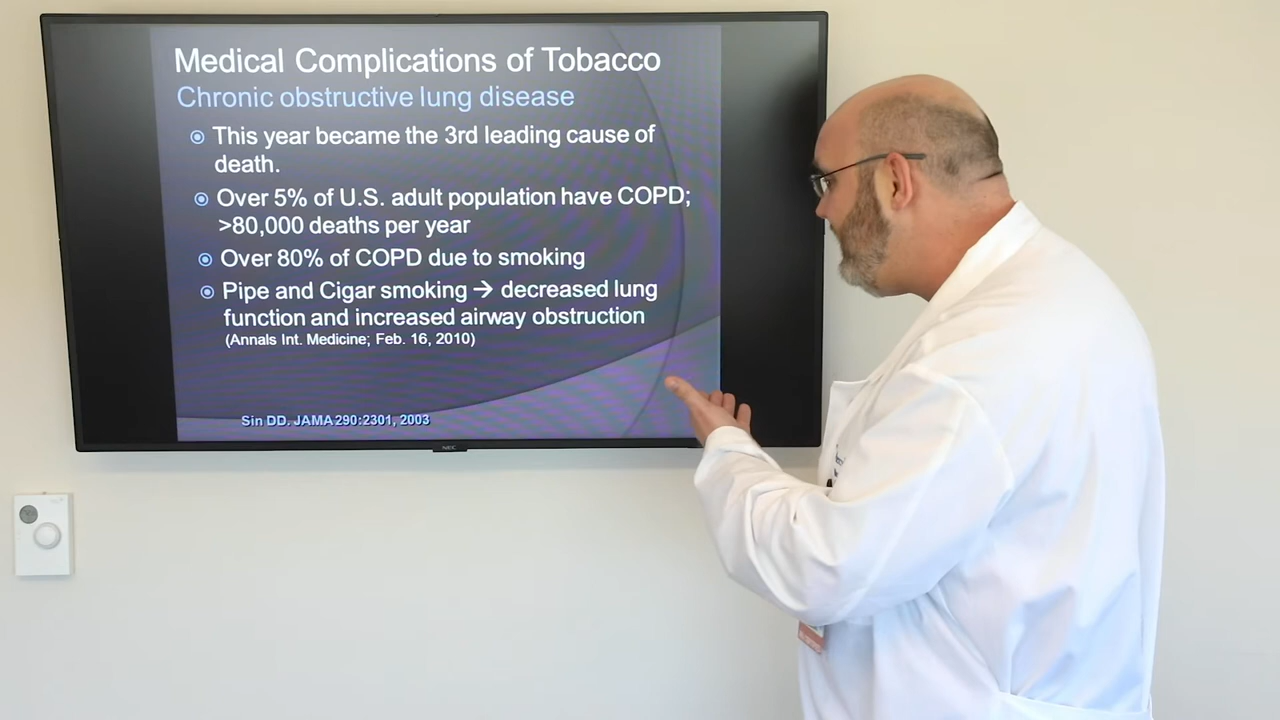 Medical Complications of Tobacco
Chronic obstructive lung disease
This year became the 3rd leading cause of
death.
Over 5% of U.S. adult population have COPD;
>80,000 deaths per year
Over 80% of COPD due to smoking
Pipe and Cigar smoking → decreased lung
function and increased airway obstruction
(Annals Int. Medicine; Feb. 16, 2010)
Sin DD. JAMA 290:2301, 2003
NEC